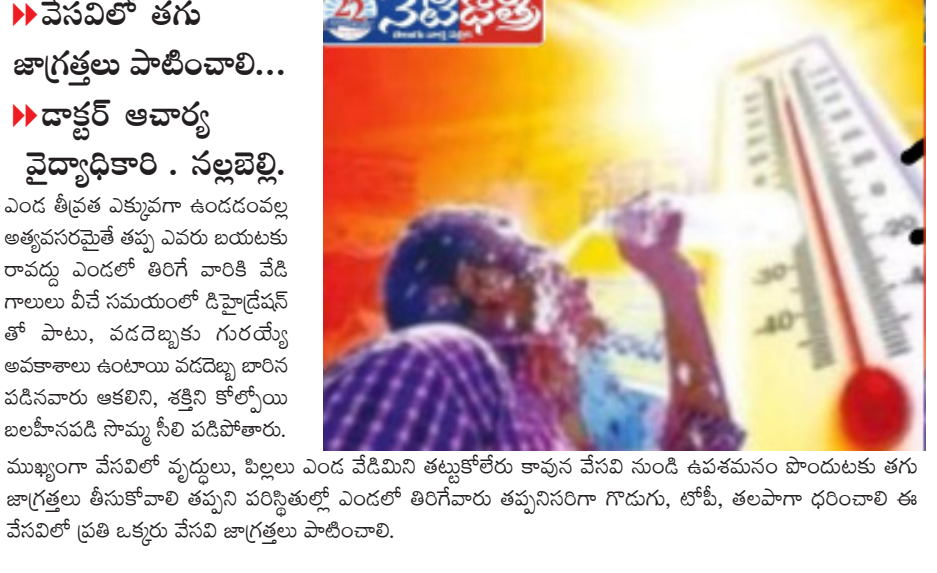 వేసవిలో తగు
జాగ్రత్తలు పాటించాలి...
డాక్టర్ ఆచార్య
వైద్యాధికారి . నల్లబెల్లి.
ఎండ తీవ్రత ఎక్కువగా ఉండడంవల్ల
అత్యవసరమైతే తప్ప ఎవరు బయటకు
రావద్దు ఎండలో తిరిగే వారికి వేడి
గాలులు వీచే సమయంలో డిహైడ్రేషన్
తో పాటు, వడదెబ్బకు గురయ్యే
అవకాశాలు ఉంటాయి వడదెబ్బ బారిన
పడినవారు ఆకలిని, శక్తిని కోల్పోయి
బలహీనపడి సొమ్మ సీలి పడిపోతారు.
ముఖ్యంగా వేసవిలో వృద్ధులు, పిల్లలు ఎండ వేడిమిని తట్టుకోలేరు కావున వేసవి నుండి ఉపశమనం పొందుటకు తగు
జాగ్రత్తలు తీసుకోవాలి తప్పని పరిస్థితుల్లో ఎండలో తిరిగేవారు తప్పనిసరిగా గొడుగు, టోపీ, తలపాగా ధరించాలి ఈ
వేసవిలో ప్రతి ఒక్కరు వేసవి జాగ్రత్తలు పాటించాలి.
నేటిధాత్రి
20
30
40